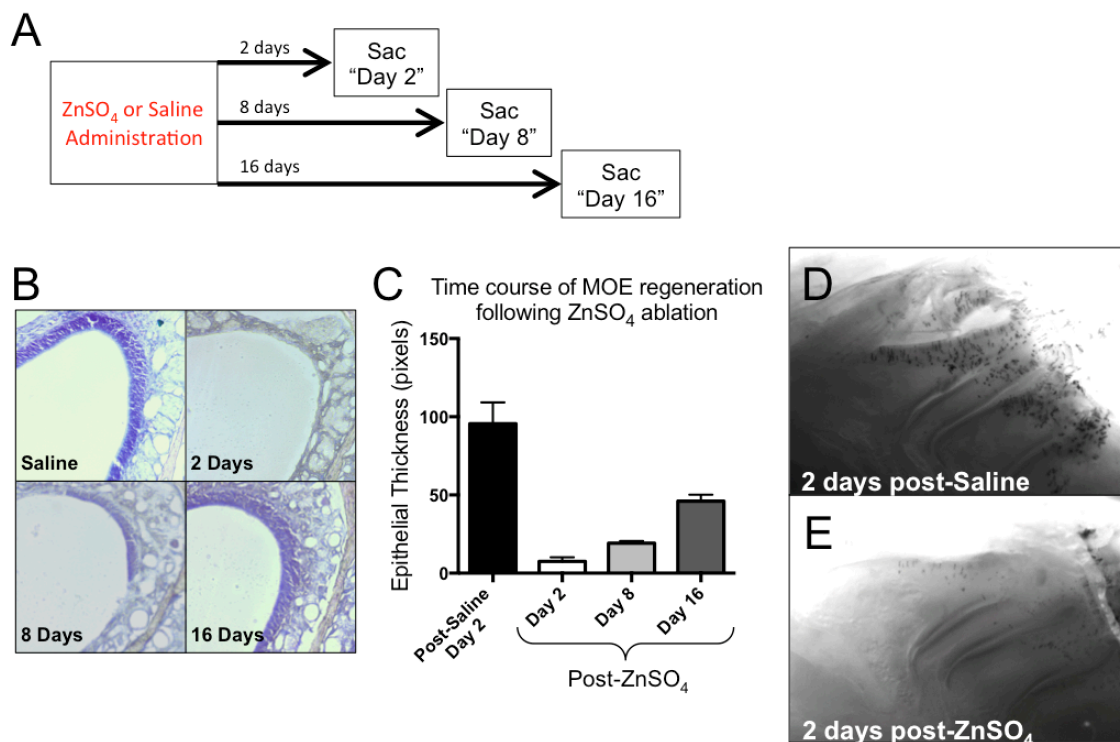 A
ZnSO4 or Saline
Administration
2 days
Sac
“Day 2”
8 days
Sac
“Day 8”
16 days
Sac
“Day 16”
B
Saline
2 Days
8 Days
16 Days
C
Time course of MOE regeneration
following ZnSO4 ablation
Epithelial Thickness (pixels)
150
100
50
0
Post-Saline
Day 2
Day 2
Day 8
Day 16
Post-ZnSO4
D
2 days post-Saline
E
2 days post-ZnSO4